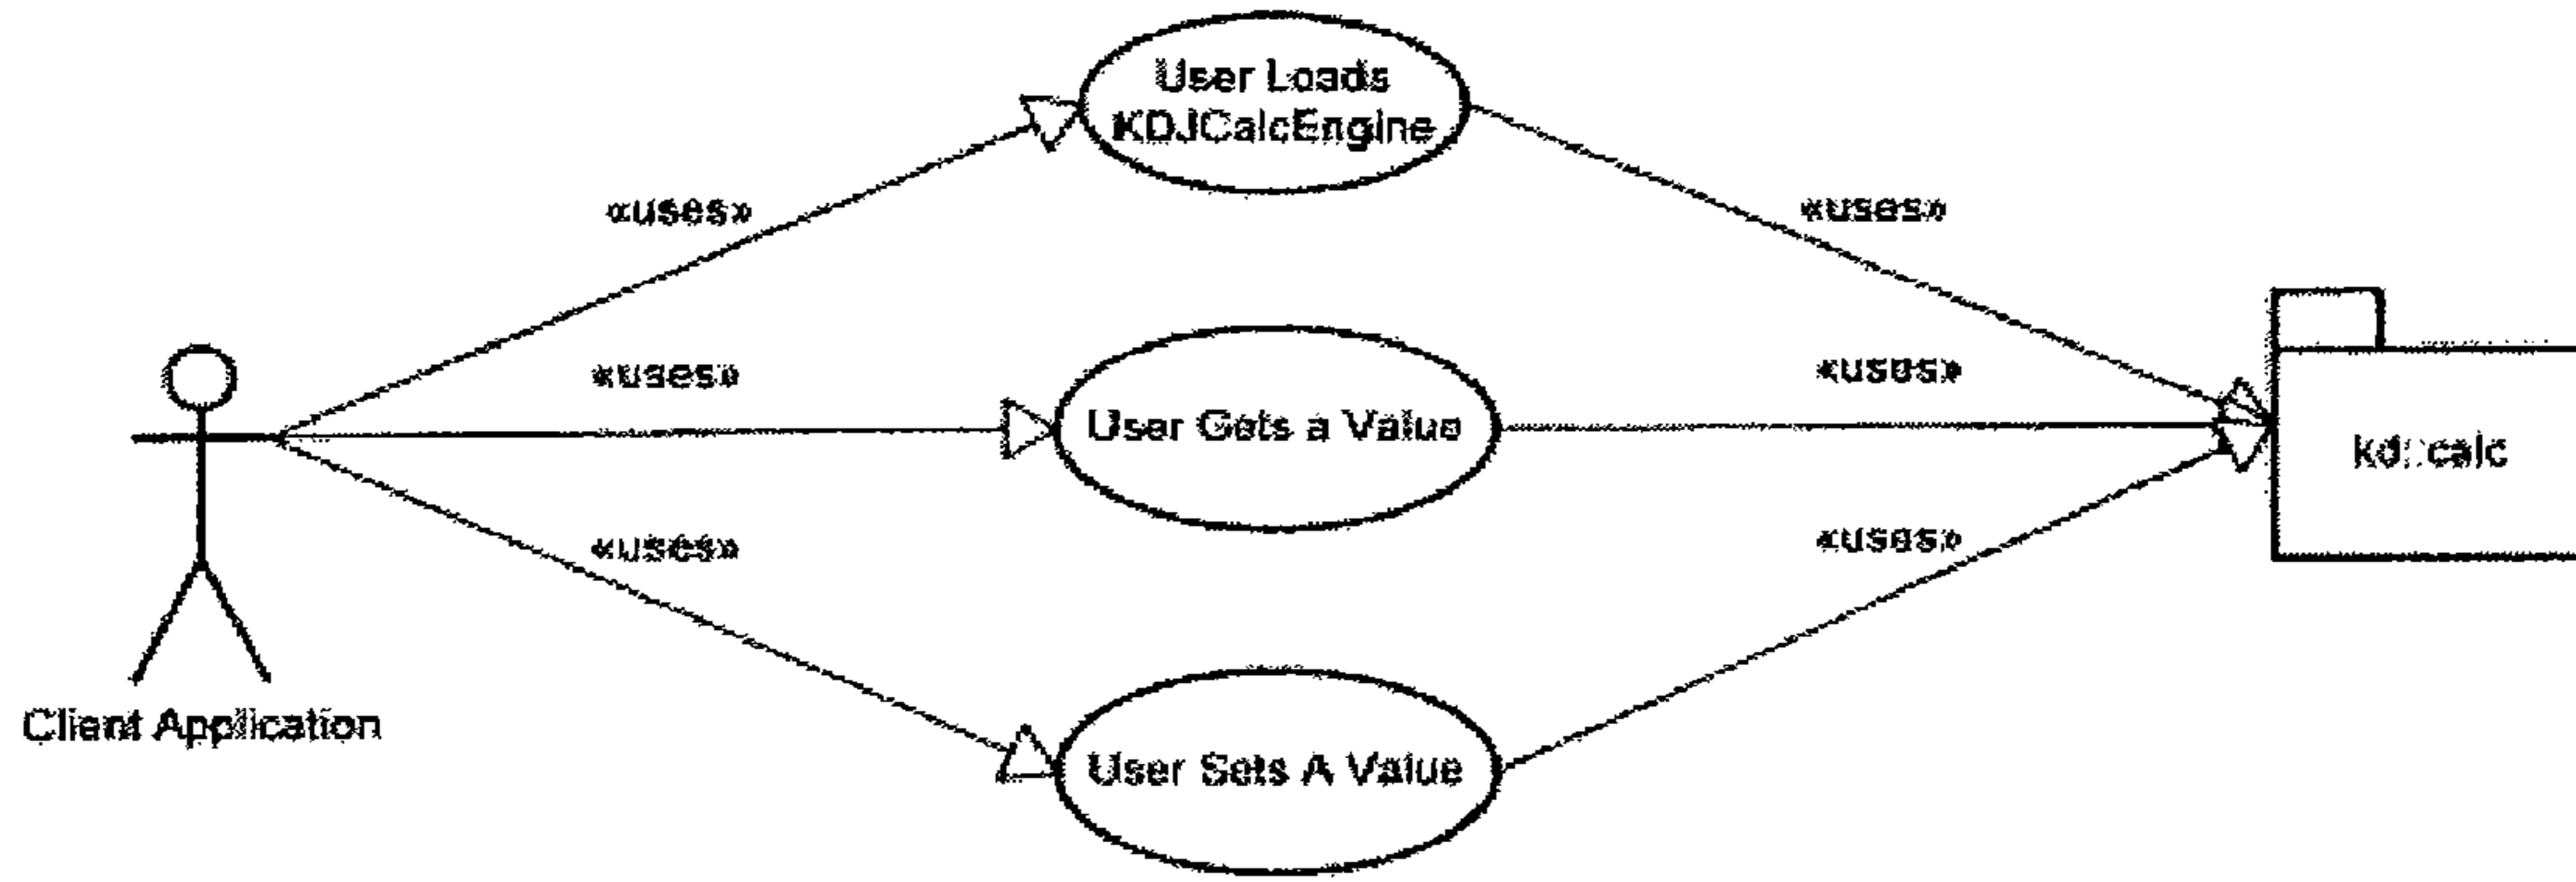 User Loads
KDJCalcEngine
«uses»
«uses»
«uses»
«uses»
User Gets a Value
Client Application
«uses»
«uses»
User Sets A Value